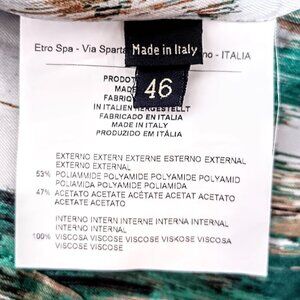 Etro Spa - Via Sparta
Made in Italy
no - ITALIA
46
PRODOT
MADE
FABRIQ
IN ITALIEN HERGESTELLT
FABRICADO EN ITALIA
MADE IN ITALY
PRODUZIDO EM ITÁLIA
EXTERNO EXTERN EXTERNE ESTERNO EXTERNAL
EXTERNO EXTERNAL
53% POLIAMMIDE POLYAMIDE POLYAMIDE POLYAMID
POLIAMIDA POLYAMIDE POLIAMIDA
47% ACETATO ACETATE ACÉTATE ACETAT ACETATO
ACETATO ACETATE
INTERNO INTERN INTERNE INTERNA INTERNAL
INTERNO INTERNAL
100% VISCOSA VISCOSE VISCOSE VISKOSE VISCOSA
VISCOSE VISCOSE